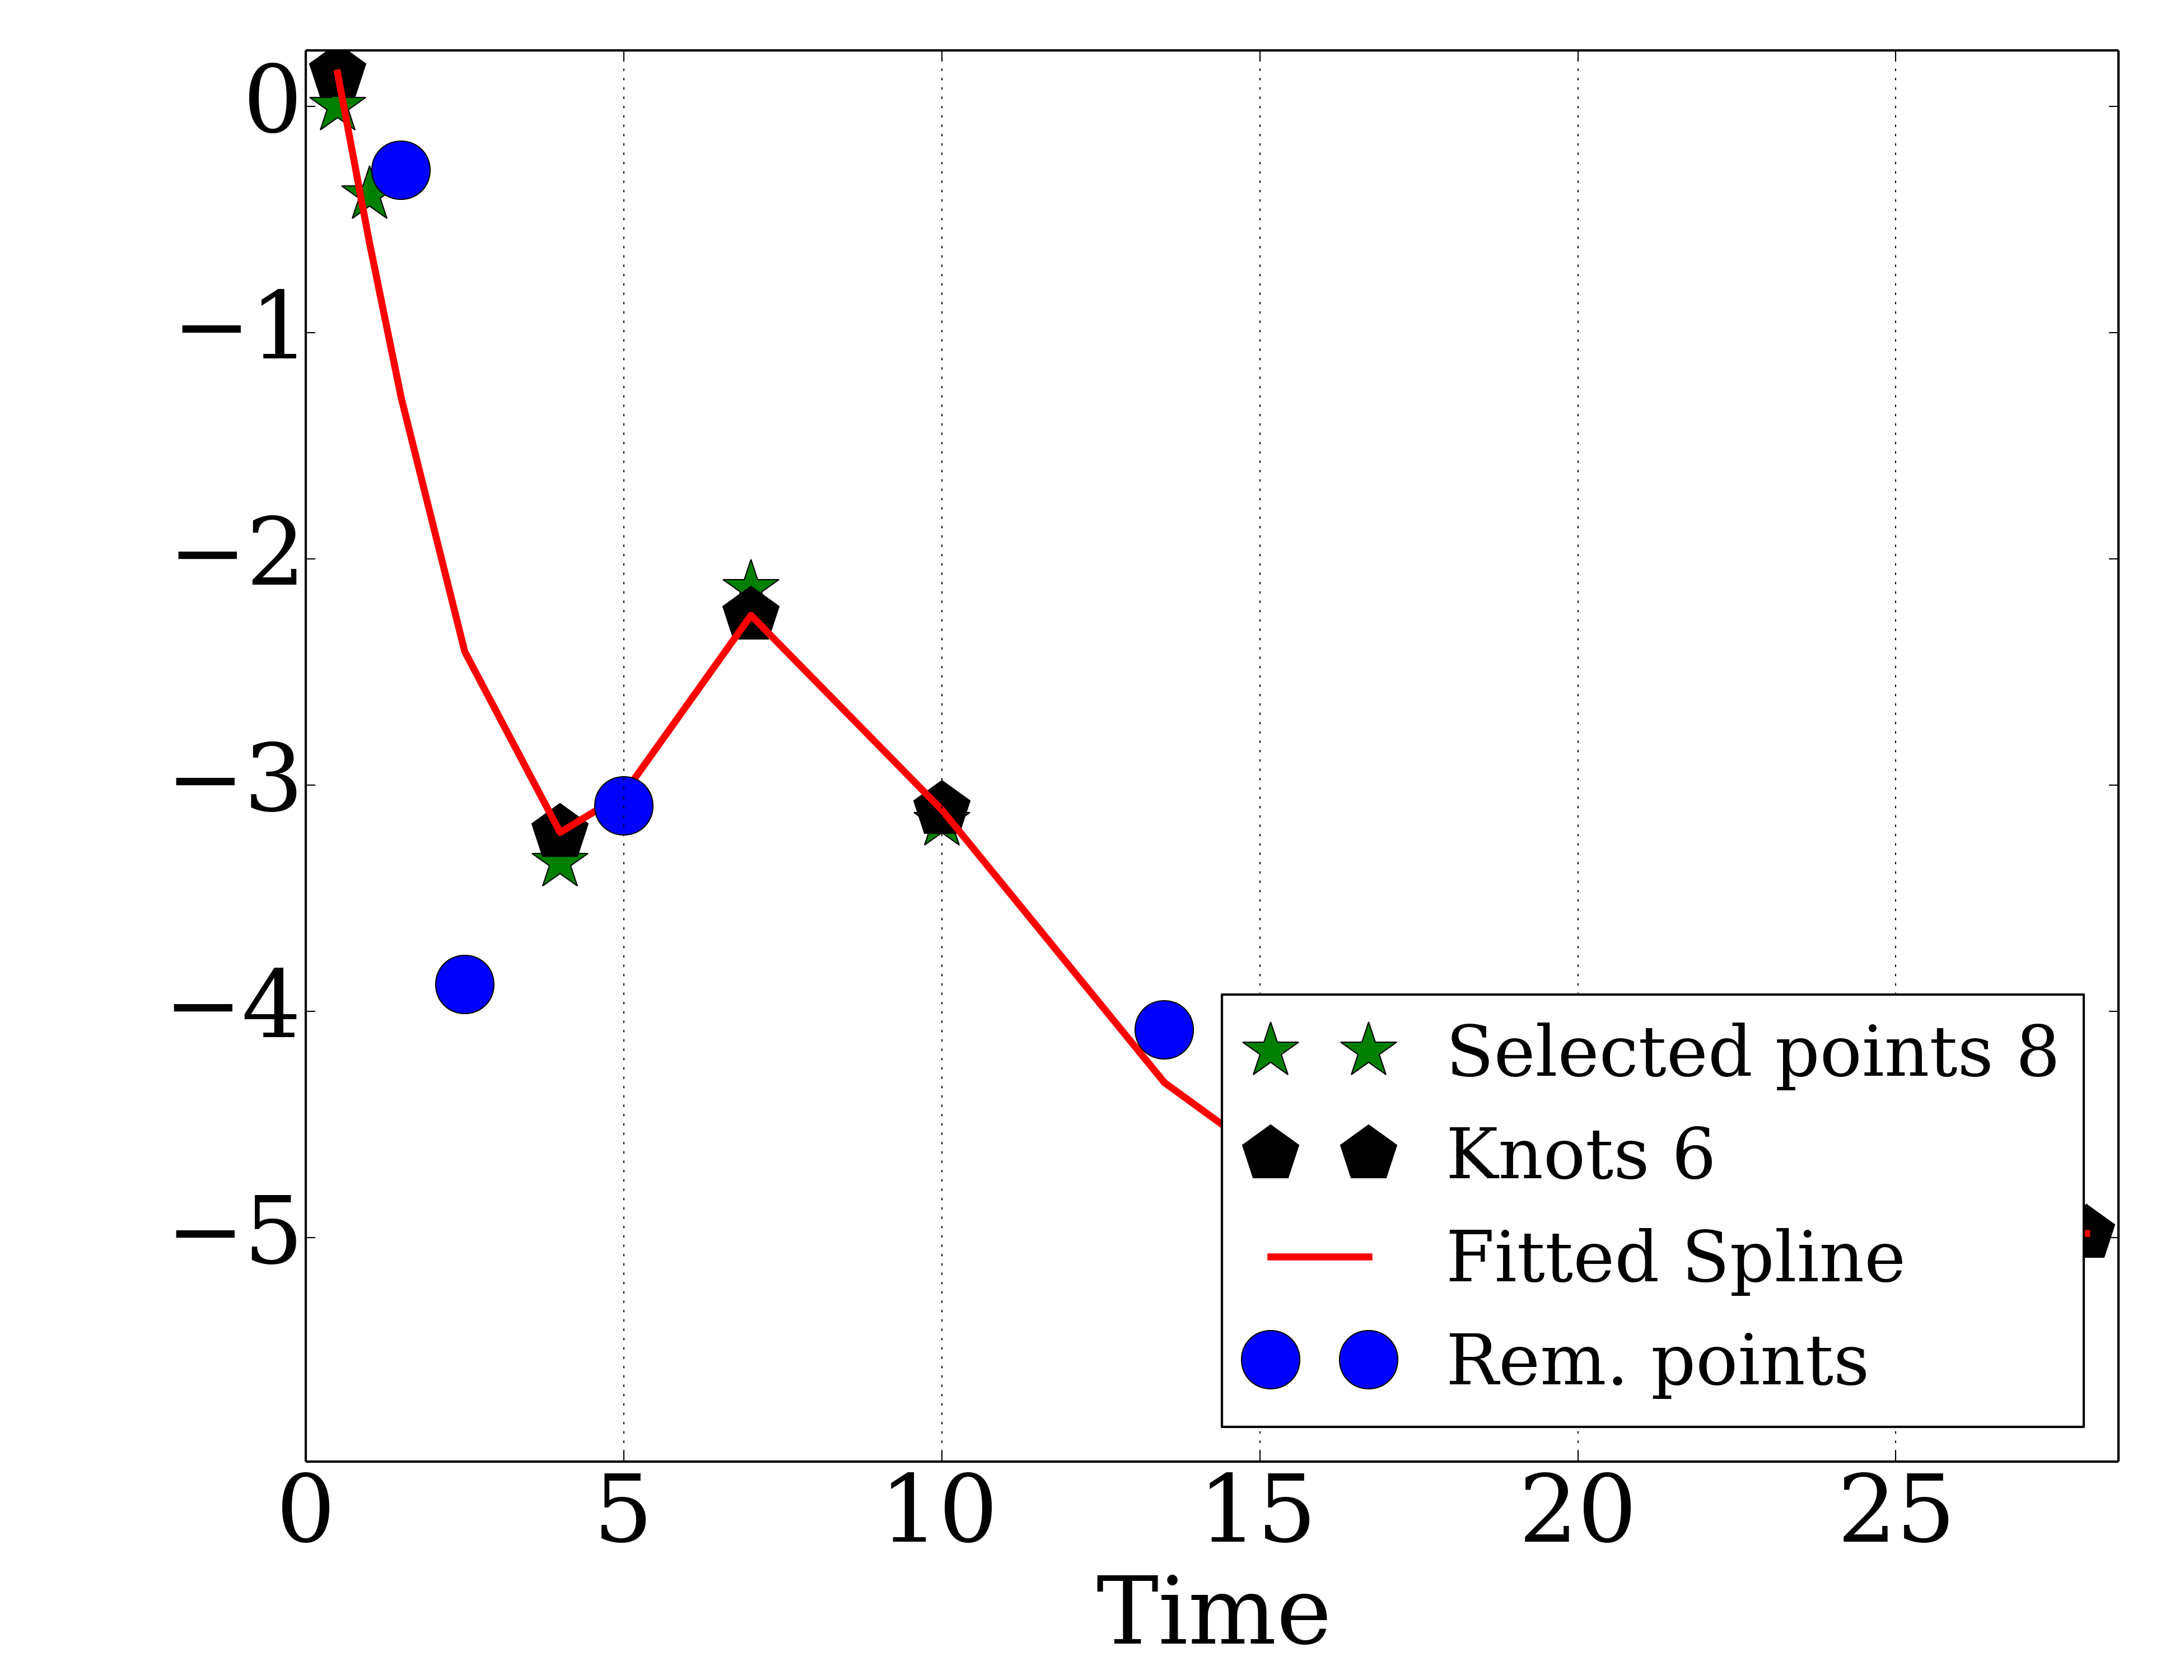 0
−1
−2
−3
−4
−5
Selected points 8
Knots 6
Fitted Spline
Rem. points
0 5 10 15 20 25
Time